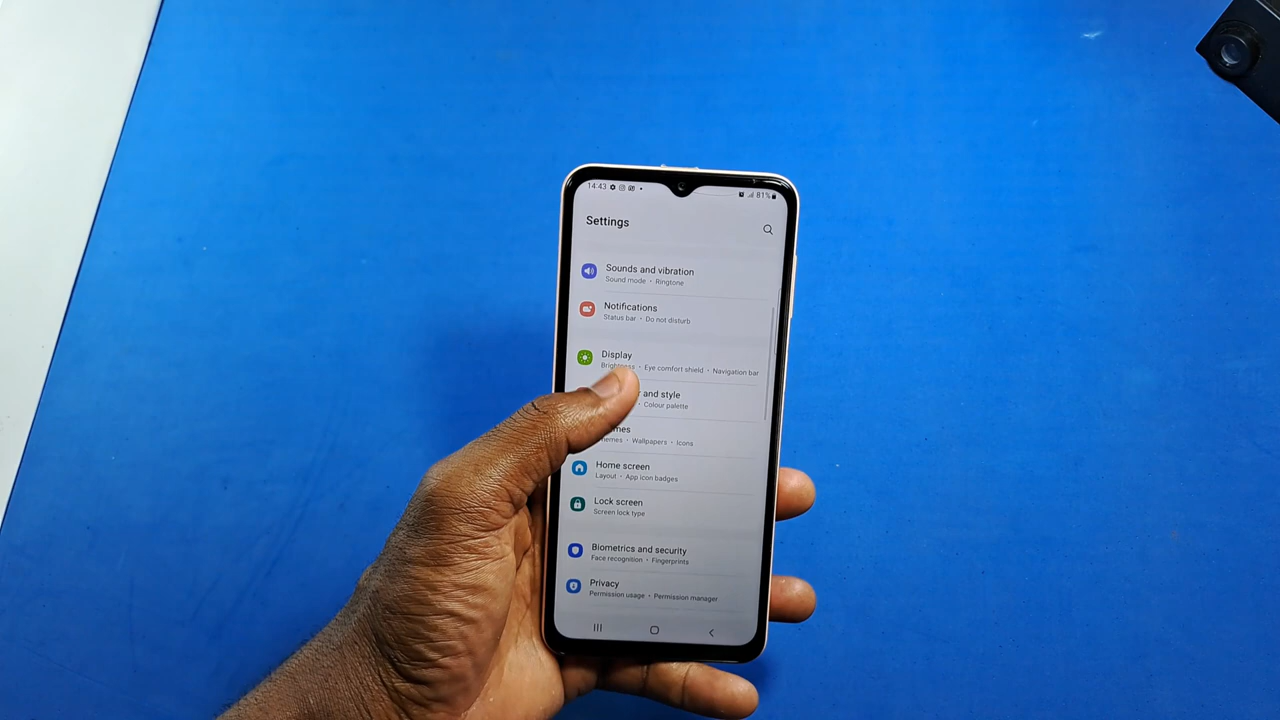 14:43 81%
Settings
Sounds and vibration
Sound mode • Ringtone
Notifications
Status bar • Do not disturb
Display
Brightness • Eye comfort shield • Navigation bar
and style
• Colour palette
• Wallpapers • Icons
Home screen
Layout • App icon badges
Lock screen
Screen lock type
Biometrics and security
Face recognition • Fingerprints
Privacy
Permission usage • Permission manager